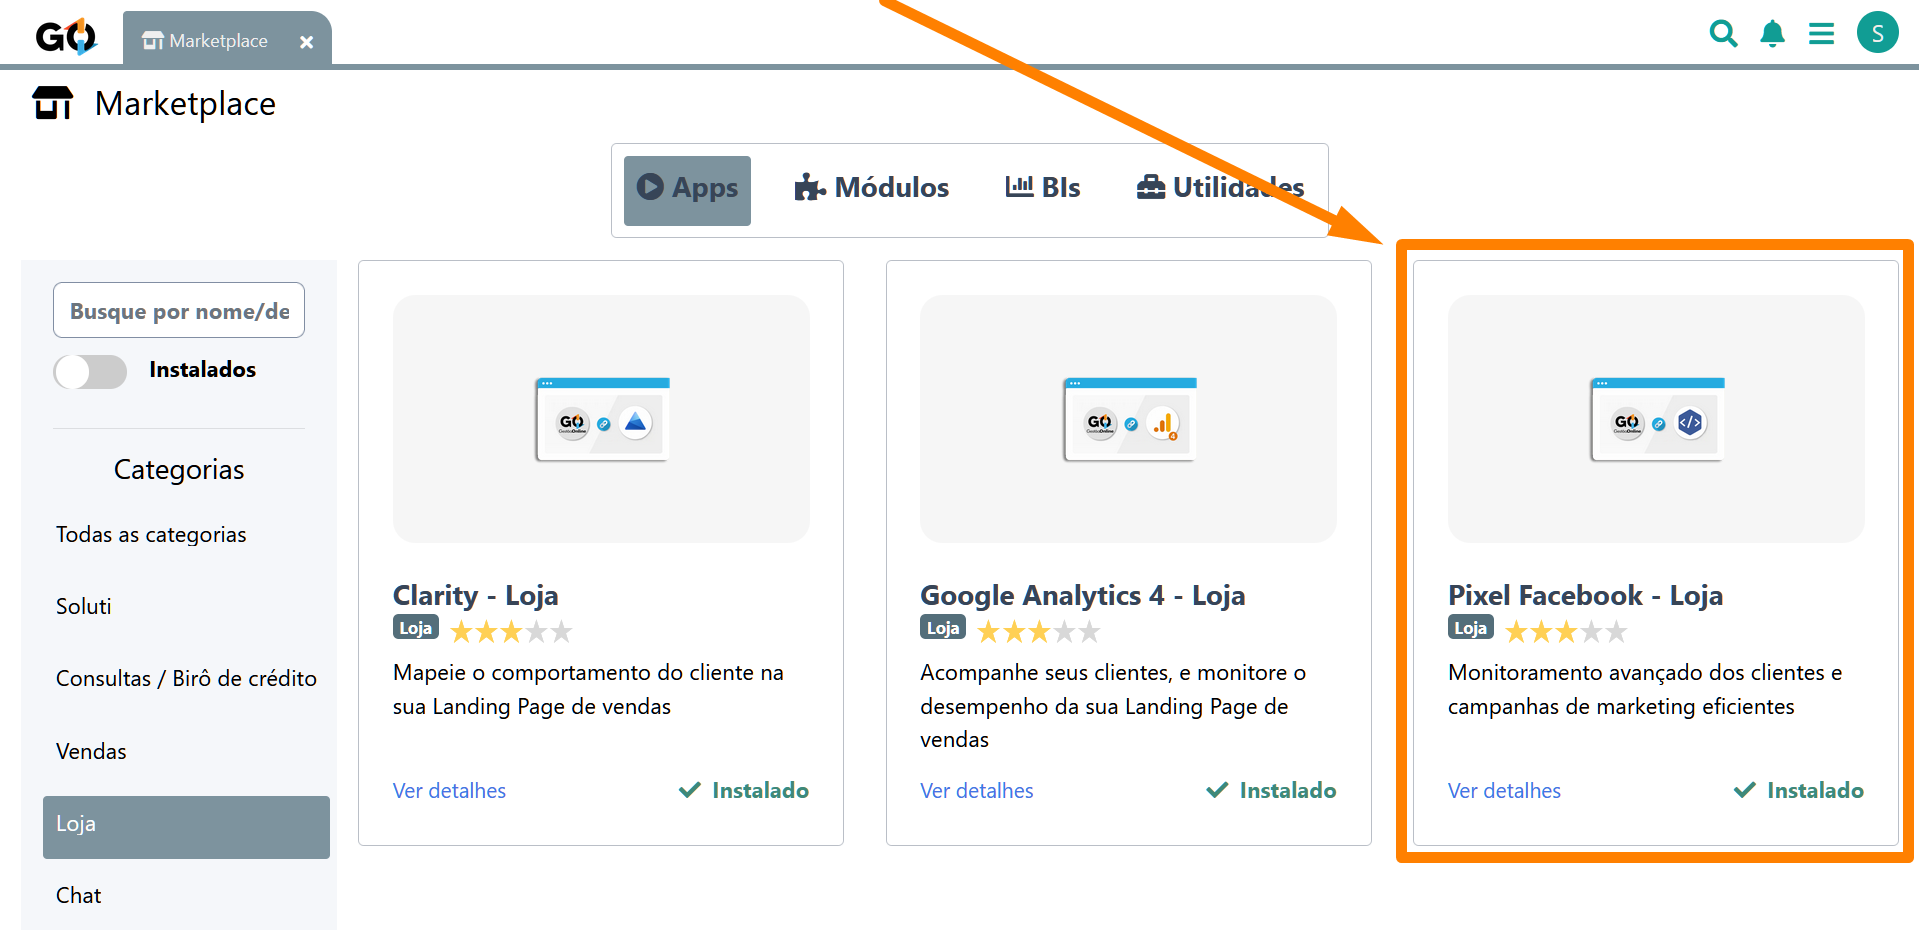 GO
Marketplace
S
Marketplace
Apps
Módulos
BIs
Utilidades
Busque por nome/de
Instalados
Categorias
Todas as categorias
Soluti
Consultas / Birô de crédito
Vendas
Loja
Chat
GO
Clarity - Loja
Loja
Mapeie o comportamento do cliente na
sua Landing Page de vendas
Ver detalhes
Instalado
GO
4
Google Analytics 4 - Loja
Loja
Acompanhe seus clientes, e monitore o
desempenho da sua Landing Page de
vendas
Ver detalhes
Instalado
GO
</>
Pixel Facebook - Loja
Loja
Monitoramento avançado dos clientes e
campanhas de marketing eficientes
Ver detalhes
Instalado